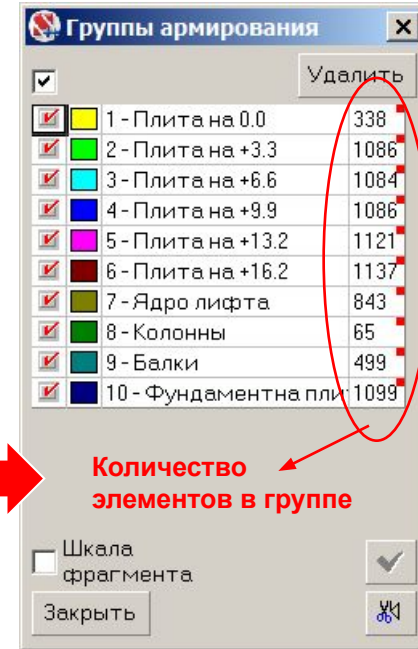 Группы армирования
Удалить
1 - Плита на 0.0 338
2 - Плита на +3.3 1086
3 - Плита на +6.6 1084
4 - Плита на +9.9 1086
5 - Плита на +13.2 1121
6 - Плита на +16.2 1137
7 - Ядро лифта 843
8 - Колонны 65
9 - Балки 499
10 - Фундаментна пли 1099
Количество
элементов в группе
Шкала
фрагмента
Закрыть